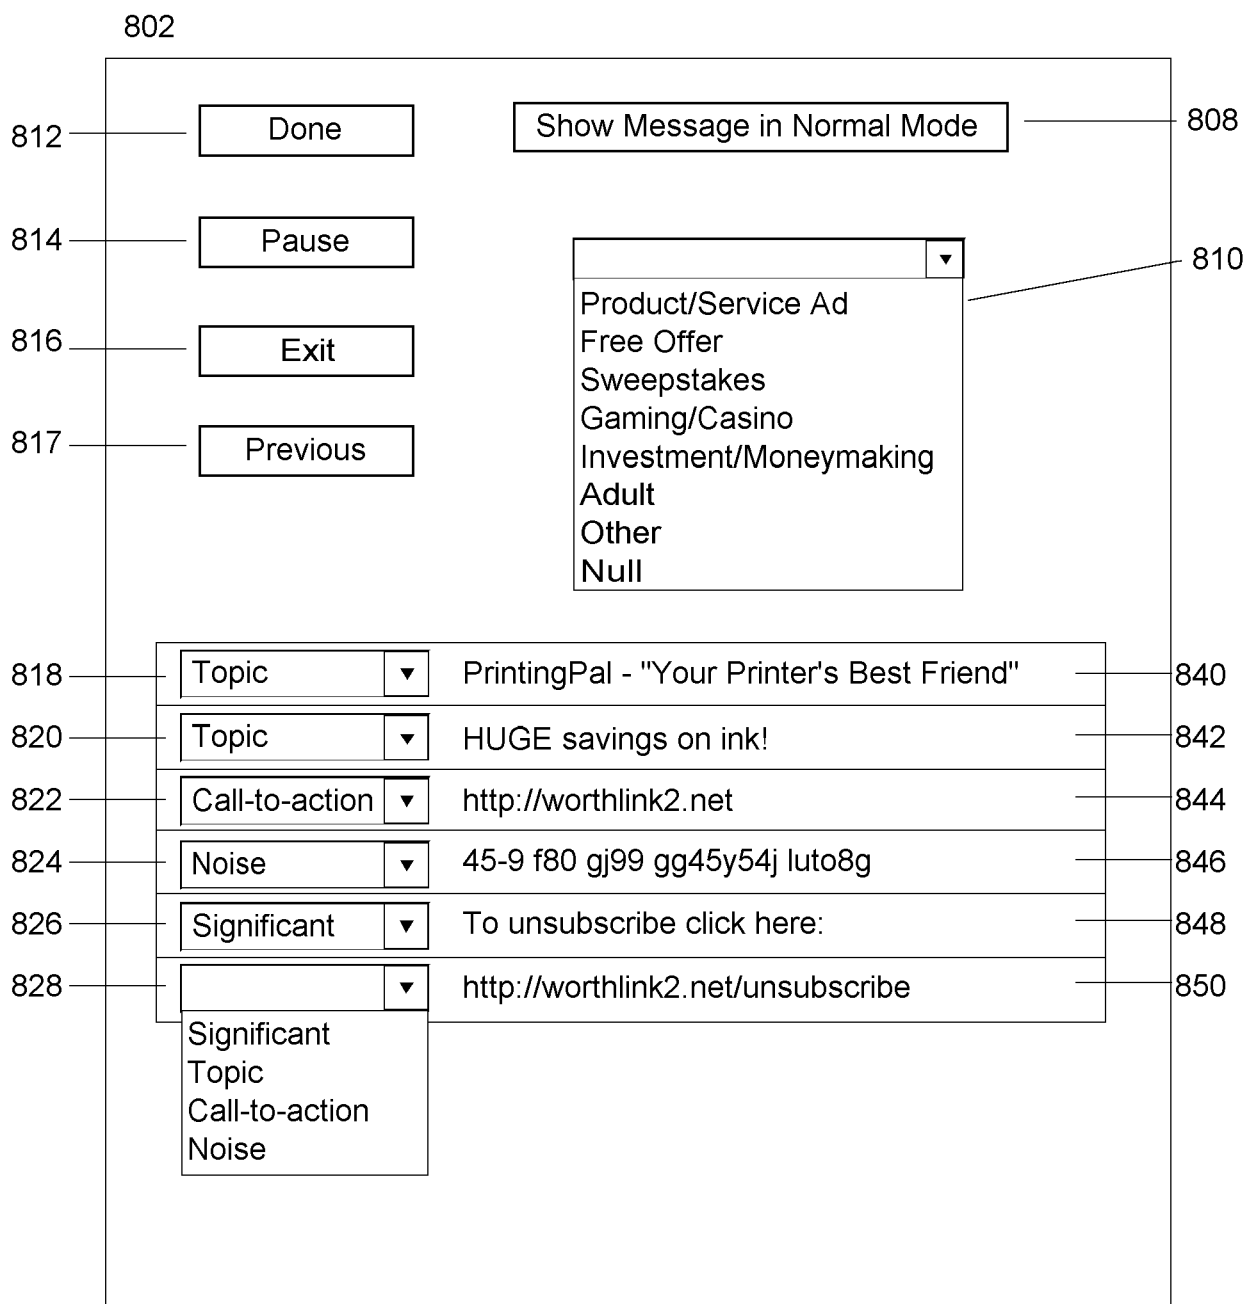 802
812 Done Show Message in Normal Mode 808
814 Pause
810
816 Exit
817 Previous
Product/Service Ad
Free Offer
Sweepstakes
Gaming/Casino
Investment/Moneymaking
Adult
Other
Null
818 Topic PrintingPal - "Your Printer's Best Friend" 840
820 Topic HUGE savings on ink! 842
822 Call-to-action http://worthlink2.net 844
824 Noise 45-9 f80 gj99 gg45y54j luto8g 846
826 Significant To unsubscribe click here: 848
828 http://worthlink2.net/unsubscribe 850
Significant
Topic
Call-to-action
Noise